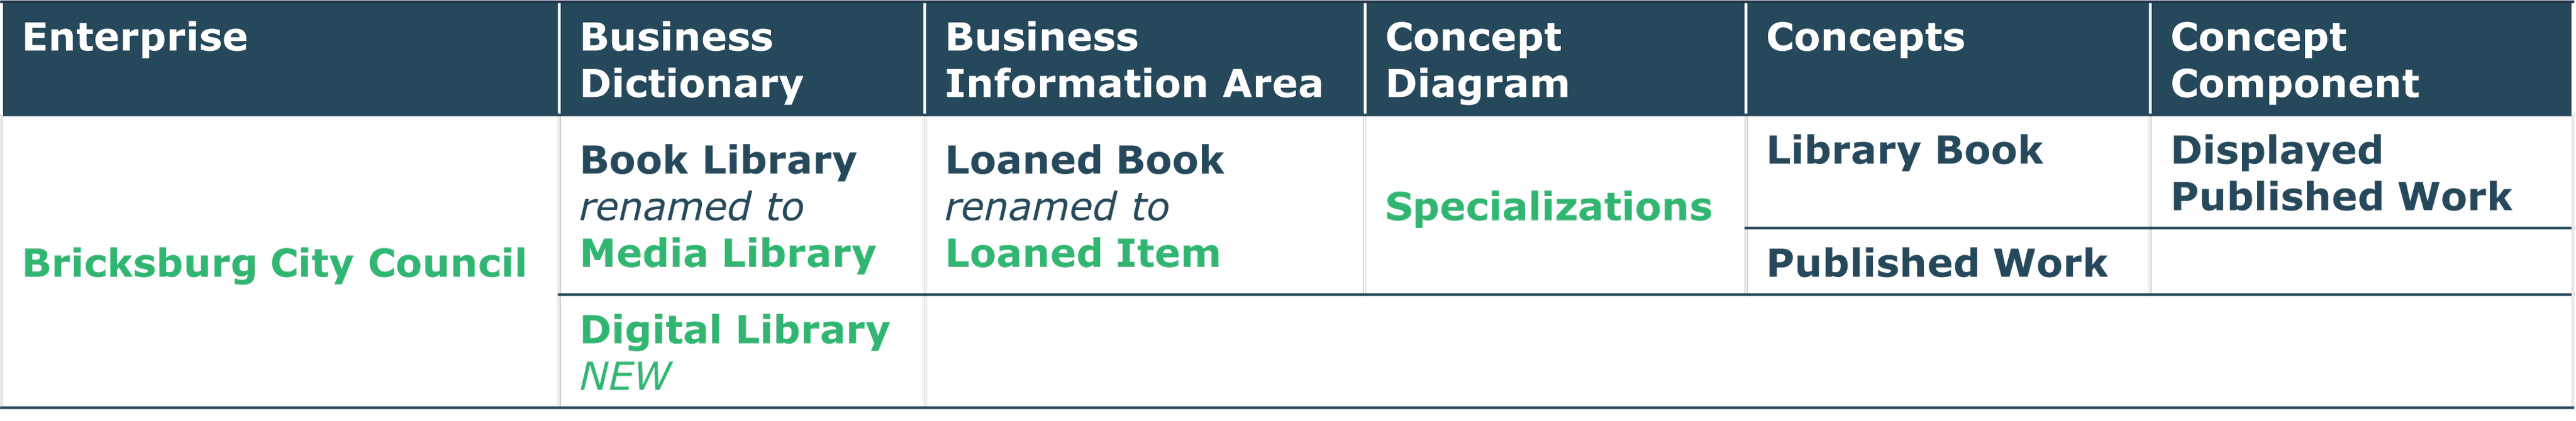 Enterprise
Business
Dictionary
Business
Information Area
Concept
Diagram
Concepts
Concept
Component
Bricksburg City Council
Book Library
renamed to
Media Library
Loaned Book
renamed to
Loaned Item
Specializations
Library Book
Displayed
Published Work
Published Work
Digital Library
NEW